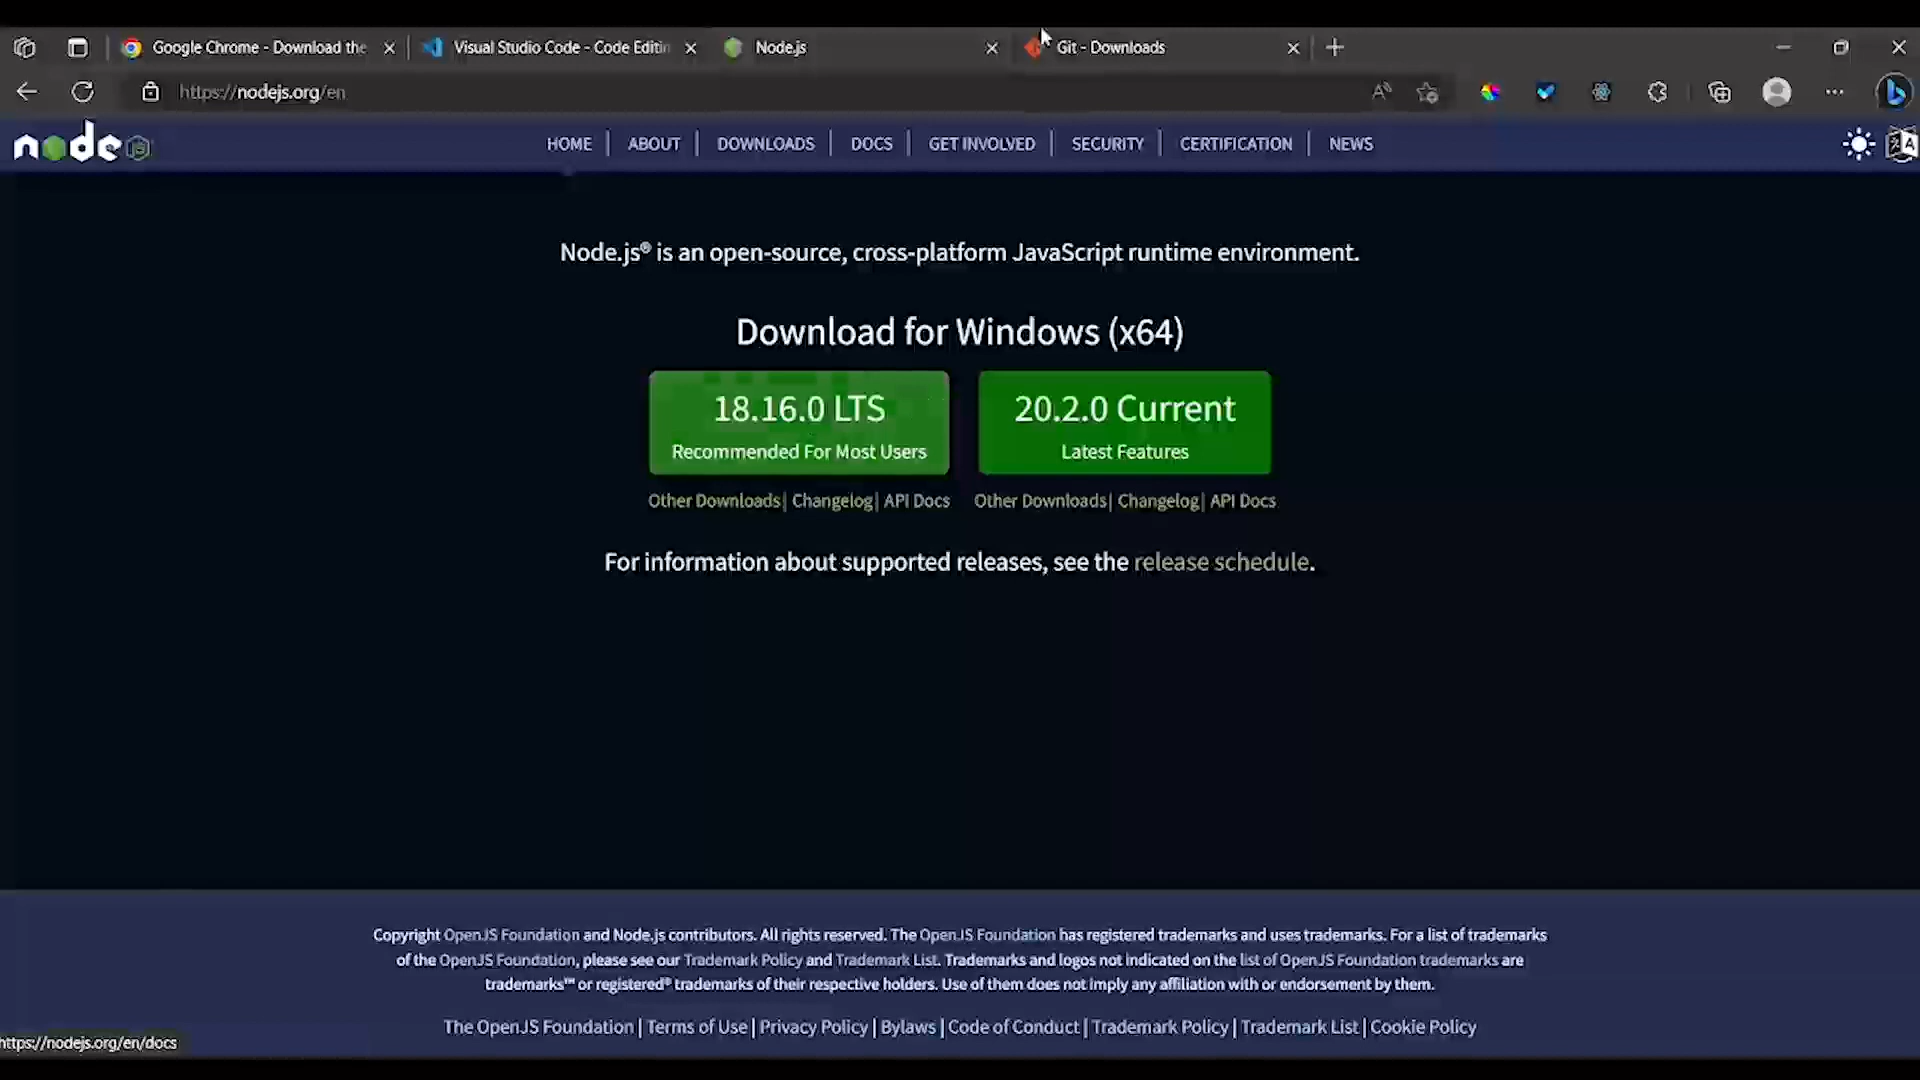 Google Chrome - Download the
Visual Studio Code - Code Editin
Node.js
Git - Downloads
https://nodejs.org/en
node JS
HOME | ABOUT | DOWNLOADS | DOCS | GET INVOLVED | SECURITY | CERTIFICATION | NEWS
Node.js® is an open-source, cross-platform JavaScript runtime environment.
Download for Windows (x64)
18.16.0 LTS
Recommended For Most Users
20.2.0 Current
Latest Features
Other Downloads | Changelog | API Docs
Other Downloads | Changelog | API Docs
For information about supported releases, see the release schedule.
Copyright OpenJS Foundation and Node.js contributors. All rights reserved. The OpenJS Foundation has registered trademarks and uses trademarks. For a list of trademarks
of the OpenJS Foundation, please see our Trademark Policy and Trademark List. Trademarks and logos not indicated on the list of OpenJS Foundation trademarks are
trademarks™ or registered® trademarks of their respective holders. Use of them does not imply any affiliation with or endorsement by them.
The OpenJS Foundation | Terms of Use | Privacy Policy | Bylaws | Code of Conduct | Trademark Policy | Trademark List | Cookie Policy
https://nodejs.org/en/docs